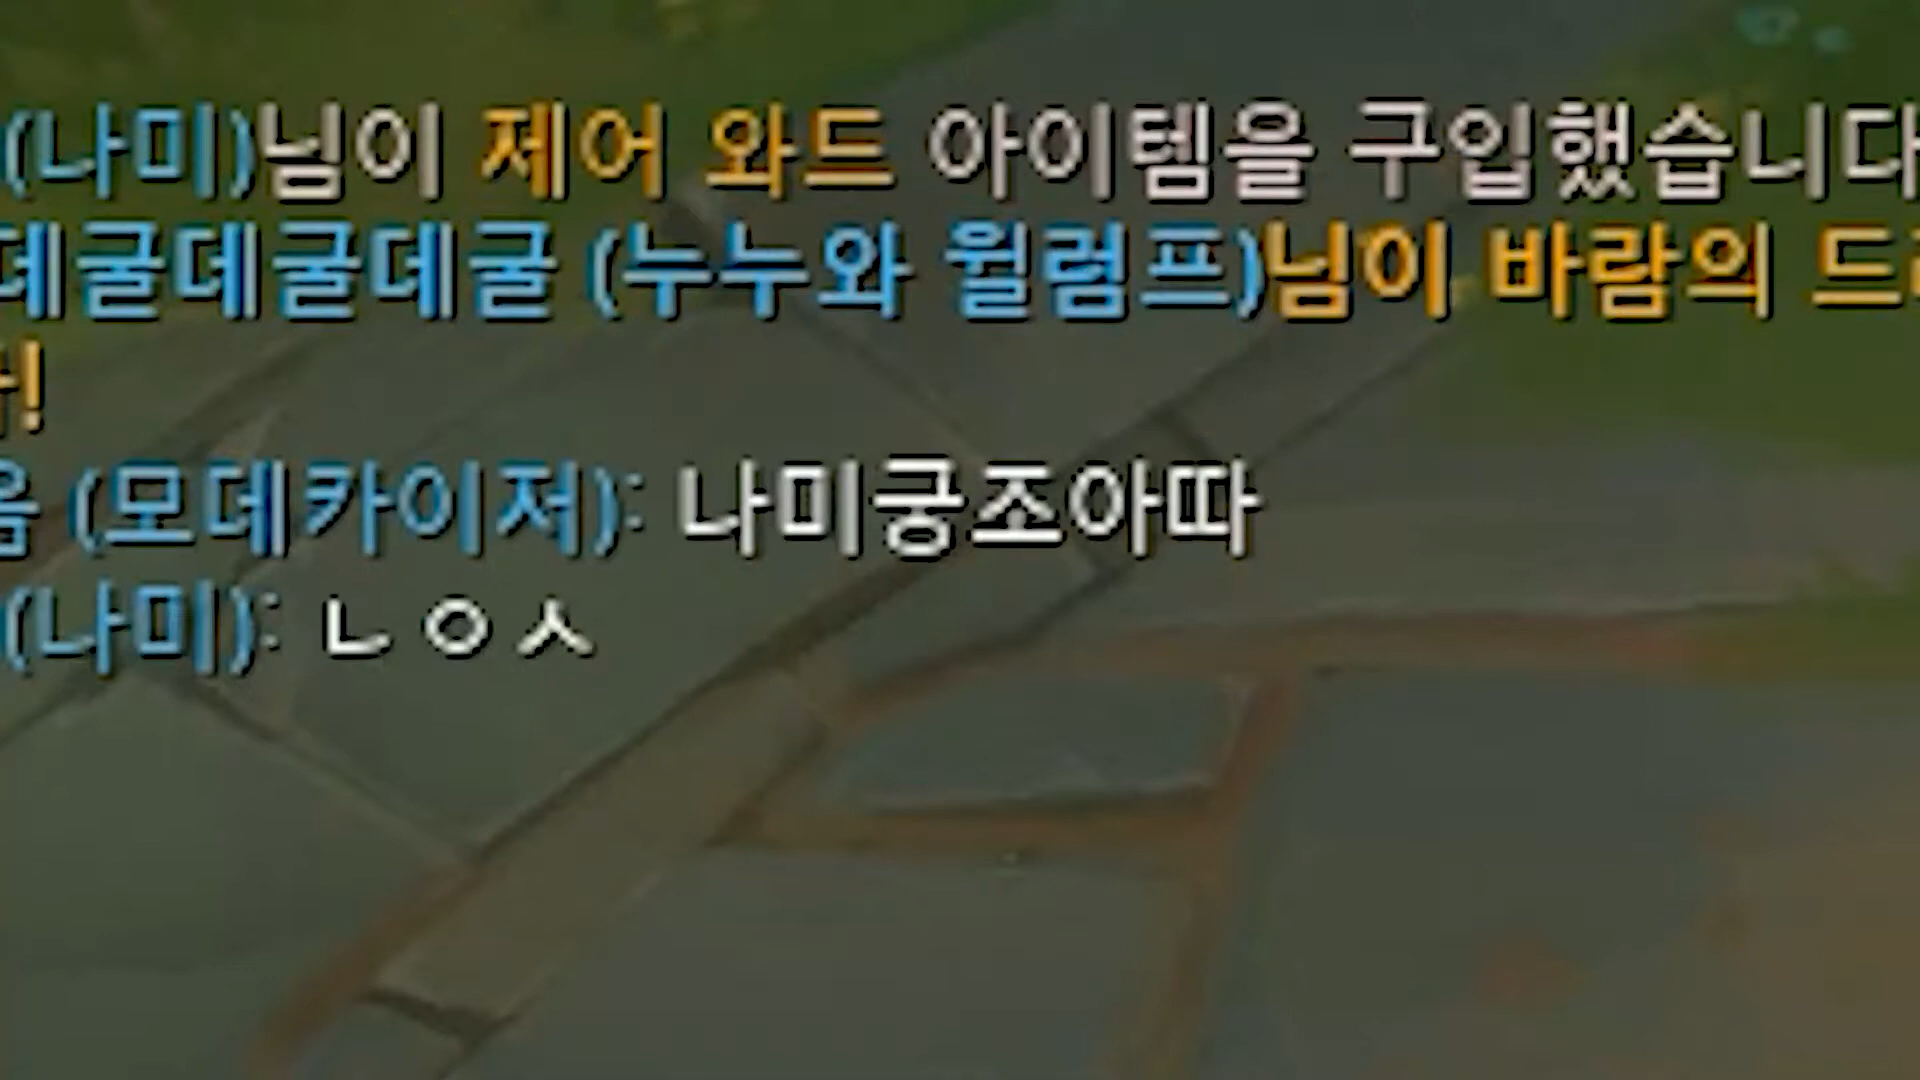 (나미)님이 제어 와드 아이템을 구입했습니다
데굴데굴데굴 (누누와 윌럼프)님이 바람의 드
!
음 (모데카이저): 나미궁조아따
(나미): ㄴㅇㅅ